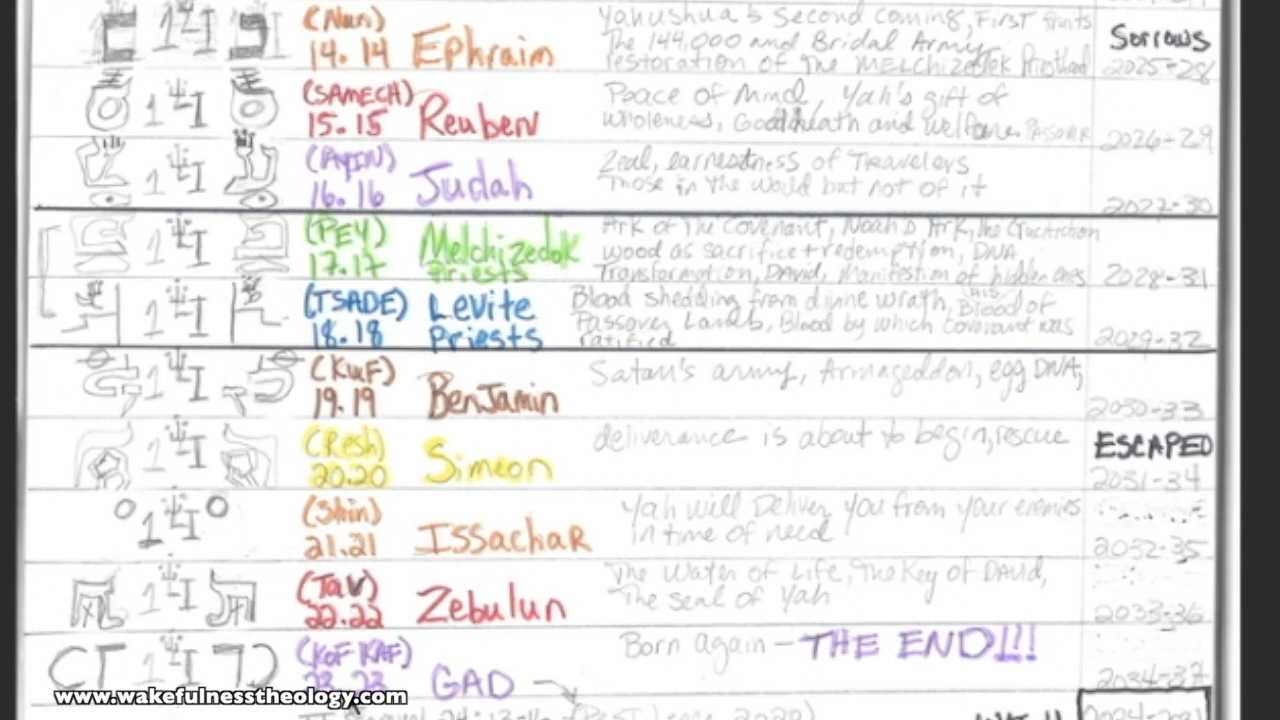 (Nun) Yahushua's Second coming, First fruits
14.14 Ephraim The 144,000 and Bridal Army Sorrows
restoration of The MELChizedok Priesthood 2025-28
(SAMECH) Peace of Mind, Yah's gift of
15.15 Reuben wholeness, Good heath and welfare, Passover 2026-29
(AYIN) Zeal, earnestness of Travelers
16.16 Judah Those in the world but not of it 2027-30
(PEY) Ark of The Covenant, Noah's Ark, The Crucifiction
17.17 Melchizedok Priests wood as sacrifice + redemption, DNA
Transformation, David, Manifestion of hidden ones 2028-31
(TSADE) Levite Blood shedding from divine wrath, His Blood of
18.18 Priests Passover Lamb, Blood by which covenant was
ratified 2029-32
(KuF) Satan's army, Armageddon, egg DNA,
19.19 BenJamin 2030-33
(Resh) deliverance is about to begin, rescue ESCAPED
20.20 Simeon 2031-34
(Shin) Yah will Deliver you from your enemies
21.21 ISSachaR in time of need 2032-35
(Tav) The Water of Life, The Key of DAVID,
22.22 Zebulun The seal of Yah 2033-36
(KOF KAF) Born again - THE END!!!
23.23 GAD 2034-37
www.wakefulnesstheology.com